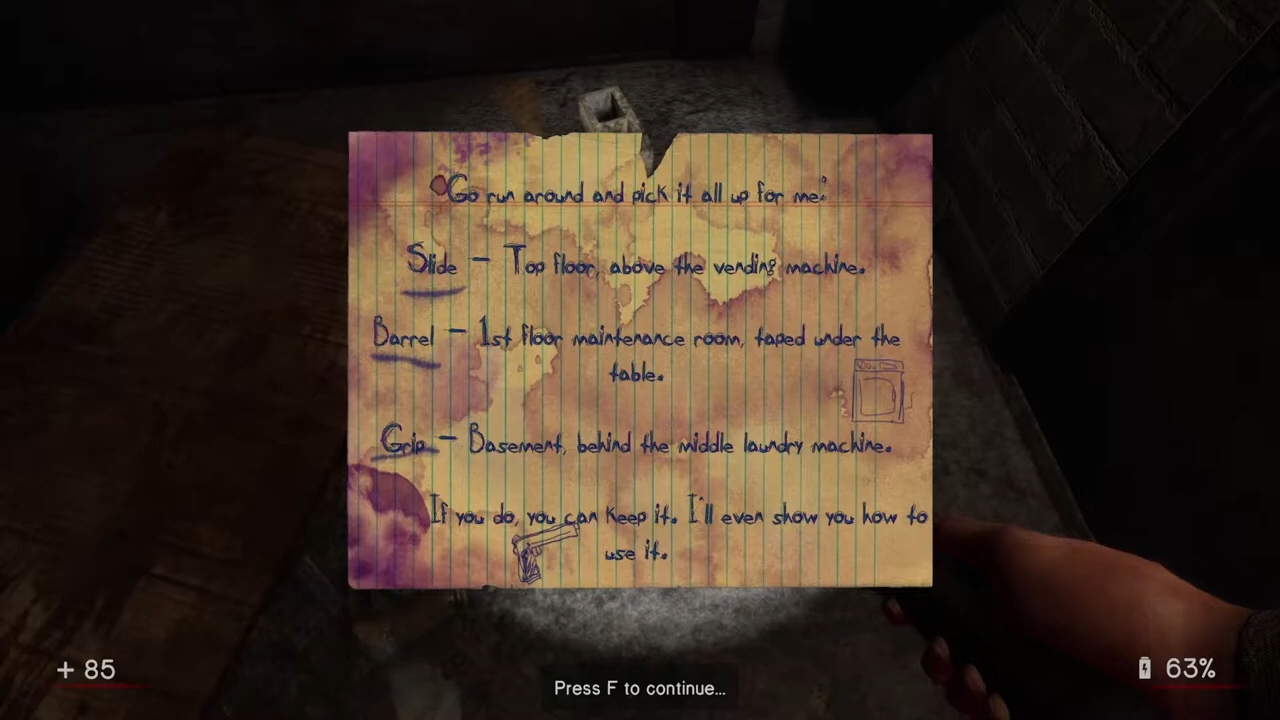 "Go run around and pick it all up for me."
Slide - Top floor, above the vending machine.
Barrel - 1st floor maintenance room, taped under the
table.
Grip - Basement, behind the middle laundry machine.
If you do, you can keep it. I'll even show you how to
use it.
+ 85
63%
Press F to continue...